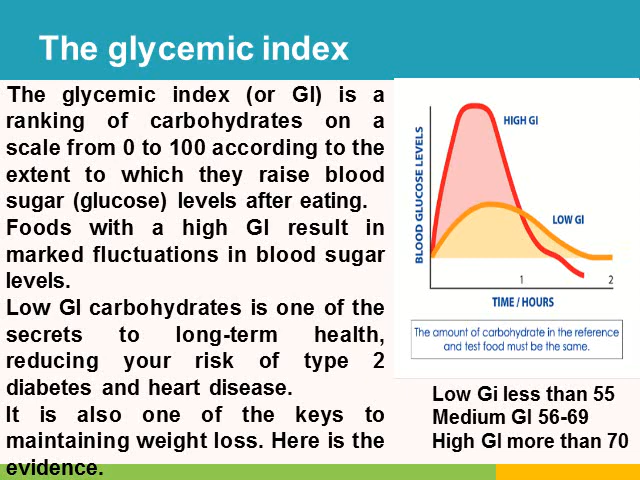 The glycemic index
The glycemic index (or GI) is a
ranking of carbohydrates on a
scale from 0 to 100 according to the
extent to which they raise blood
sugar (glucose) levels after eating.
Foods with a high GI result in
marked fluctuations in blood sugar
levels.
Low GI carbohydrates is one of the
secrets to long-term health,
reducing your risk of type 2
diabetes and heart disease.
It is also one of the keys to
maintaining weight loss. Here is the
evidence.
BLOOD GLUCOSE LEVELS
HIGH GI
LOW GI
1
2
TIME / HOURS
The amount of carbohydrate in the reference
and test food must be the same.
Low Gi less than 55
Medium GI 56-69
High GI more than 70